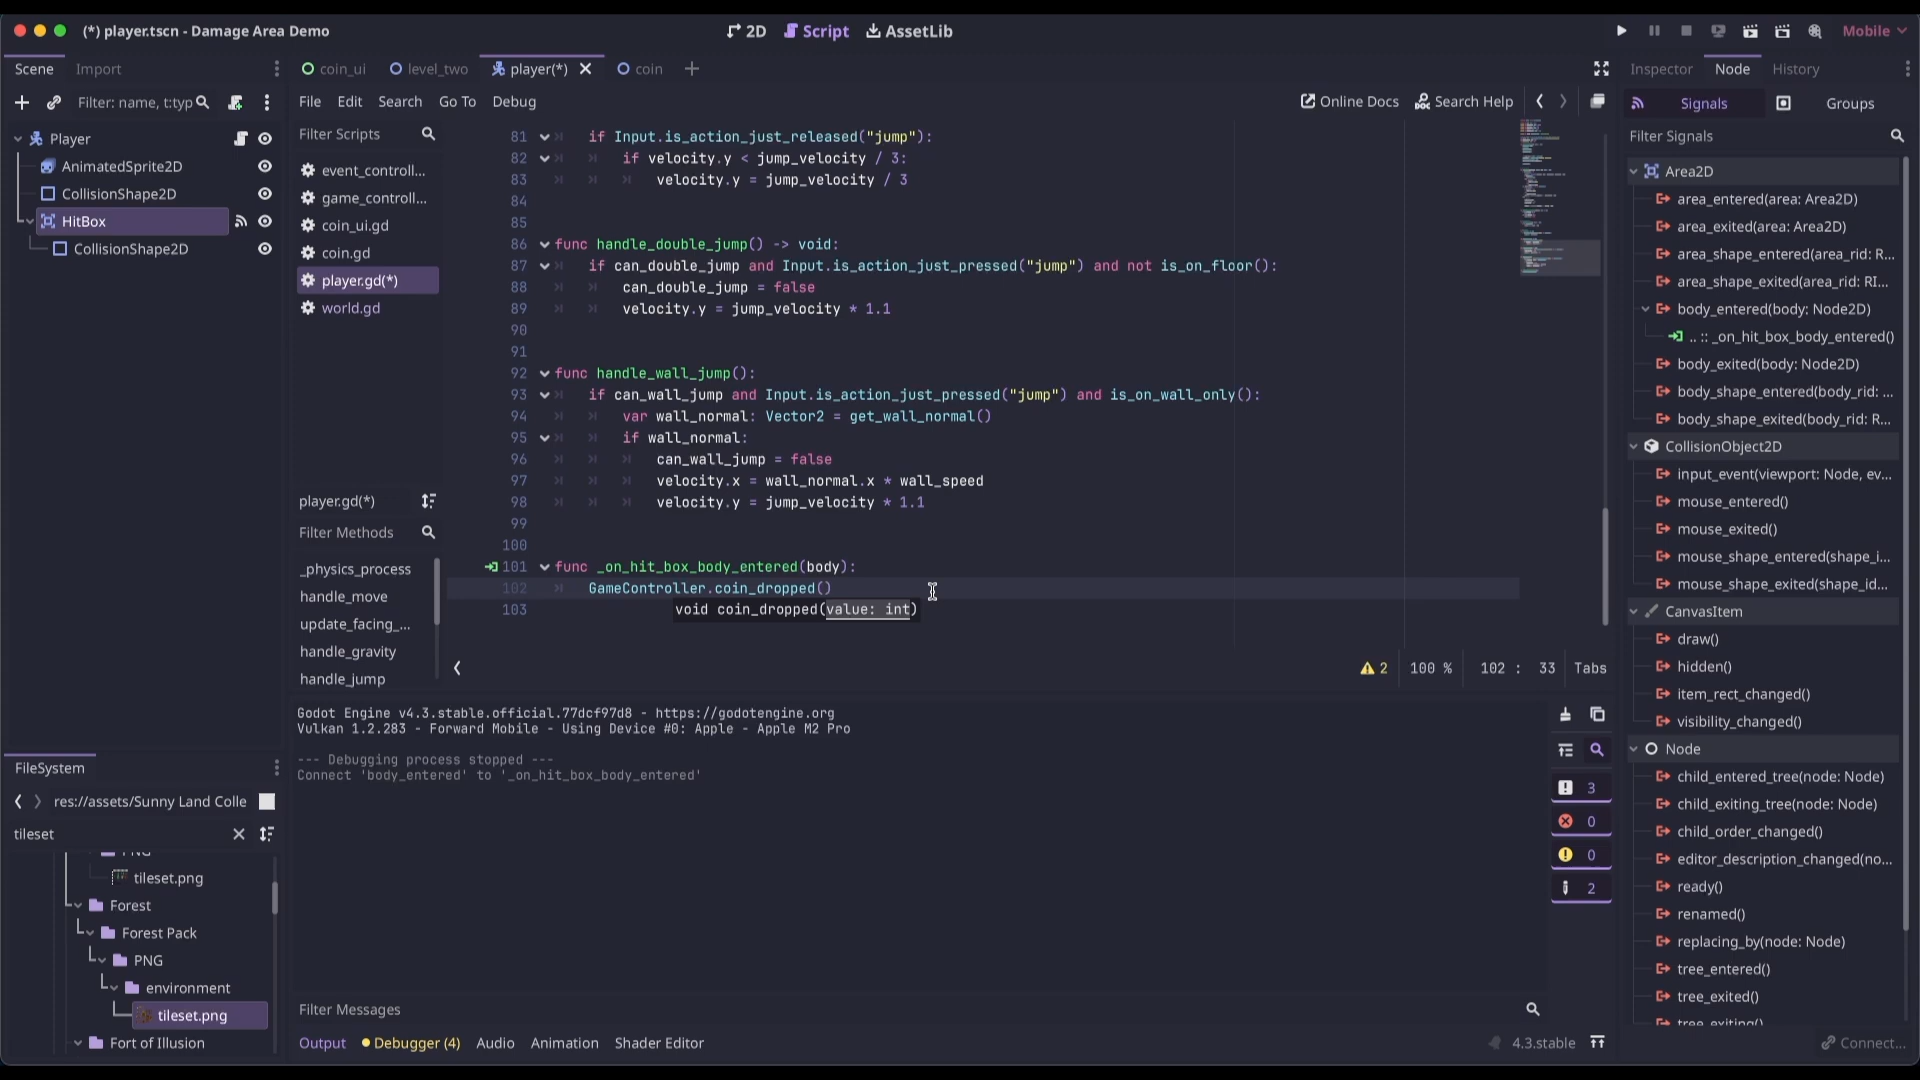 (*) player.tscn - Damage Area Demo
2D
Script
AssetLib
Mobile
Scene
Import
Filter: name, t:typ
Player
AnimatedSprite2D
CollisionShape2D
HitBox
CollisionShape2D
coin_ui
level_two
player(*)
coin
File
Edit
Search
Go To
Debug
Online Docs
Search Help
Filter Scripts
event_controll...
game_controll...
coin_ui.gd
coin.gd
player.gd(*)
world.gd
player.gd(*)
Filter Methods
_physics_process
handle_move
update_facing_...
handle_gravity
handle_jump
81 if Input.is_action_just_released("jump"):
82 if velocity.y < jump_velocity / 3:
83 velocity.y = jump_velocity / 3
84
85
86 func handle_double_jump() -> void:
87 if can_double_jump and Input.is_action_just_pressed("jump") and not is_on_floor():
88 can_double_jump = false
89 velocity.y = jump_velocity * 1.1
90
91
92 func handle_wall_jump():
93 if can_wall_jump and Input.is_action_just_pressed("jump") and is_on_wall_only():
94 var wall_normal: Vector2 = get_wall_normal()
95 if wall_normal:
96 can_wall_jump = false
97 velocity.x = wall_normal.x * wall_speed
98 velocity.y = jump_velocity * 1.1
99
100
101 func _on_hit_box_body_entered(body):
102 GameController.coin_dropped()
103
void coin_dropped(value: int)
2
100 %
102 : 33
Tabs
Godot Engine v4.3.stable.official.77dcf97d8 - https://godotengine.org
Vulkan 1.2.283 - Forward Mobile - Using Device #0: Apple - Apple M2 Pro
--- Debugging process stopped ---
Connect 'body_entered' to '_on_hit_box_body_entered'
3
0
0
2
Filter Messages
Output
Debugger (4)
Audio
Animation
Shader Editor
4.3.stable
FileSystem
res://assets/Sunny Land Colle
tileset
PNG
tileset.png
Forest
Forest Pack
PNG
environment
tileset.png
Fort of Illusion
Inspector
Node
History
Signals
Groups
Filter Signals
Area2D
area_entered(area: Area2D)
area_exited(area: Area2D)
area_shape_entered(area_rid: R...
area_shape_exited(area_rid: RI...
body_entered(body: Node2D)
.. :: _on_hit_box_body_entered()
body_exited(body: Node2D)
body_shape_entered(body_rid: ...
body_shape_exited(body_rid: R...
CollisionObject2D
input_event(viewport: Node, ev...
mouse_entered()
mouse_exited()
mouse_shape_entered(shape_i...
mouse_shape_exited(shape_id...
CanvasItem
draw()
hidden()
item_rect_changed()
visibility_changed()
Node
child_entered_tree(node: Node)
child_exiting_tree(node: Node)
child_order_changed()
editor_description_changed(no...
ready()
renamed()
replacing_by(node: Node)
tree_entered()
tree_exited()
tree_exiting()
Connect...